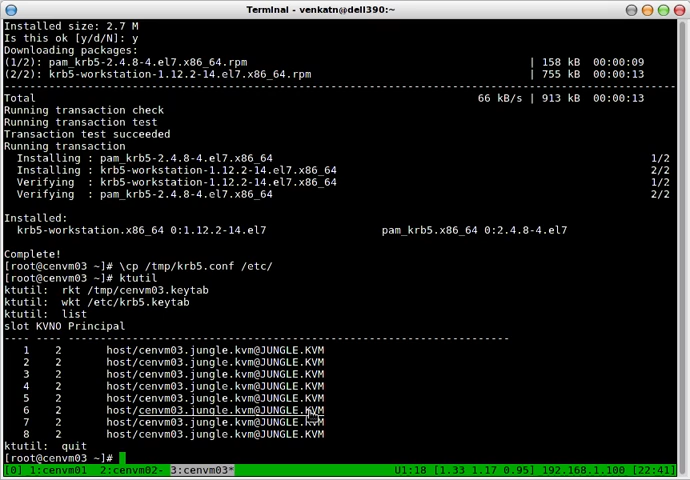 Terminal - venkatn@dell390:~
Installed size: 2.7 M
Is this ok [y/d/N]: y
Downloading packages:
(1/2): pam_krb5-2.4.8-4.el7.x86_64.rpm | 158 kB 00:00:09
(2/2): krb5-workstation-1.12.2-14.el7.x86_64.rpm | 755 kB 00:00:13
--------------------------------------------------------------------------------
Total 66 kB/s | 913 kB 00:00:13
Running transaction check
Running transaction test
Transaction test succeeded
Running transaction
Installing : pam_krb5-2.4.8-4.el7.x86_64 1/2
Installing : krb5-workstation-1.12.2-14.el7.x86_64 2/2
Verifying : krb5-workstation-1.12.2-14.el7.x86_64 1/2
Verifying : pam_krb5-2.4.8-4.el7.x86_64 2/2
Installed:
krb5-workstation.x86_64 0:1.12.2-14.el7 pam_krb5.x86_64 0:2.4.8-4.el7
Complete!
[root@cenvm03 ~]# \cp /tmp/krb5.conf /etc/
[root@cenvm03 ~]# ktutil
ktutil: rkt /tmp/cenvm03.keytab
ktutil: wkt /etc/krb5.keytab
ktutil: list
slot KVNO Principal
---- ---- ---------------------------------------------------------------------
1 2 host/cenvm03.jungle.kvm@JUNGLE.KVM
2 2 host/cenvm03.jungle.kvm@JUNGLE.KVM
3 2 host/cenvm03.jungle.kvm@JUNGLE.KVM
4 2 host/cenvm03.jungle.kvm@JUNGLE.KVM
5 2 host/cenvm03.jungle.kvm@JUNGLE.KVM
6 2 host/cenvm03.jungle.kvm@JUNGLE.KVM
7 2 host/cenvm03.jungle.kvm@JUNGLE.KVM
8 2 host/cenvm03.jungle.kvm@JUNGLE.KVM
ktutil: quit
[root@cenvm03 ~]#
[0] 1:cenvm01 2:cenvm02- 3:cenvm03* U1:18 [1.33 1.17 0.95] 192.168.1.100 [22:41]